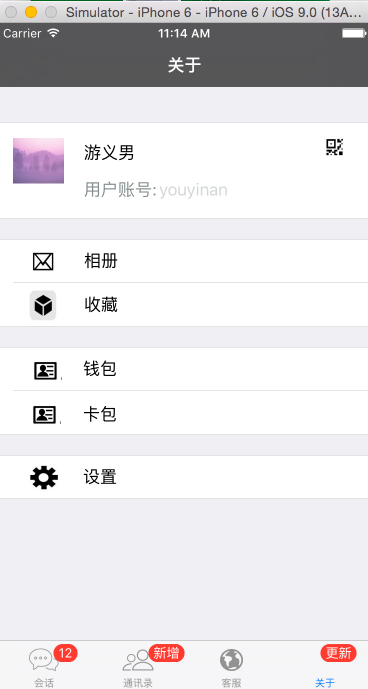 Simulator - iPhone 6 - iPhone 6 / iOS 9.0 (13A...
Carrier 11:14 AM
关于
游义男
用户账号: youyinan
相册
收藏
钱包
卡包
设置
12 新增 更新
会话 通讯录 客服 关于